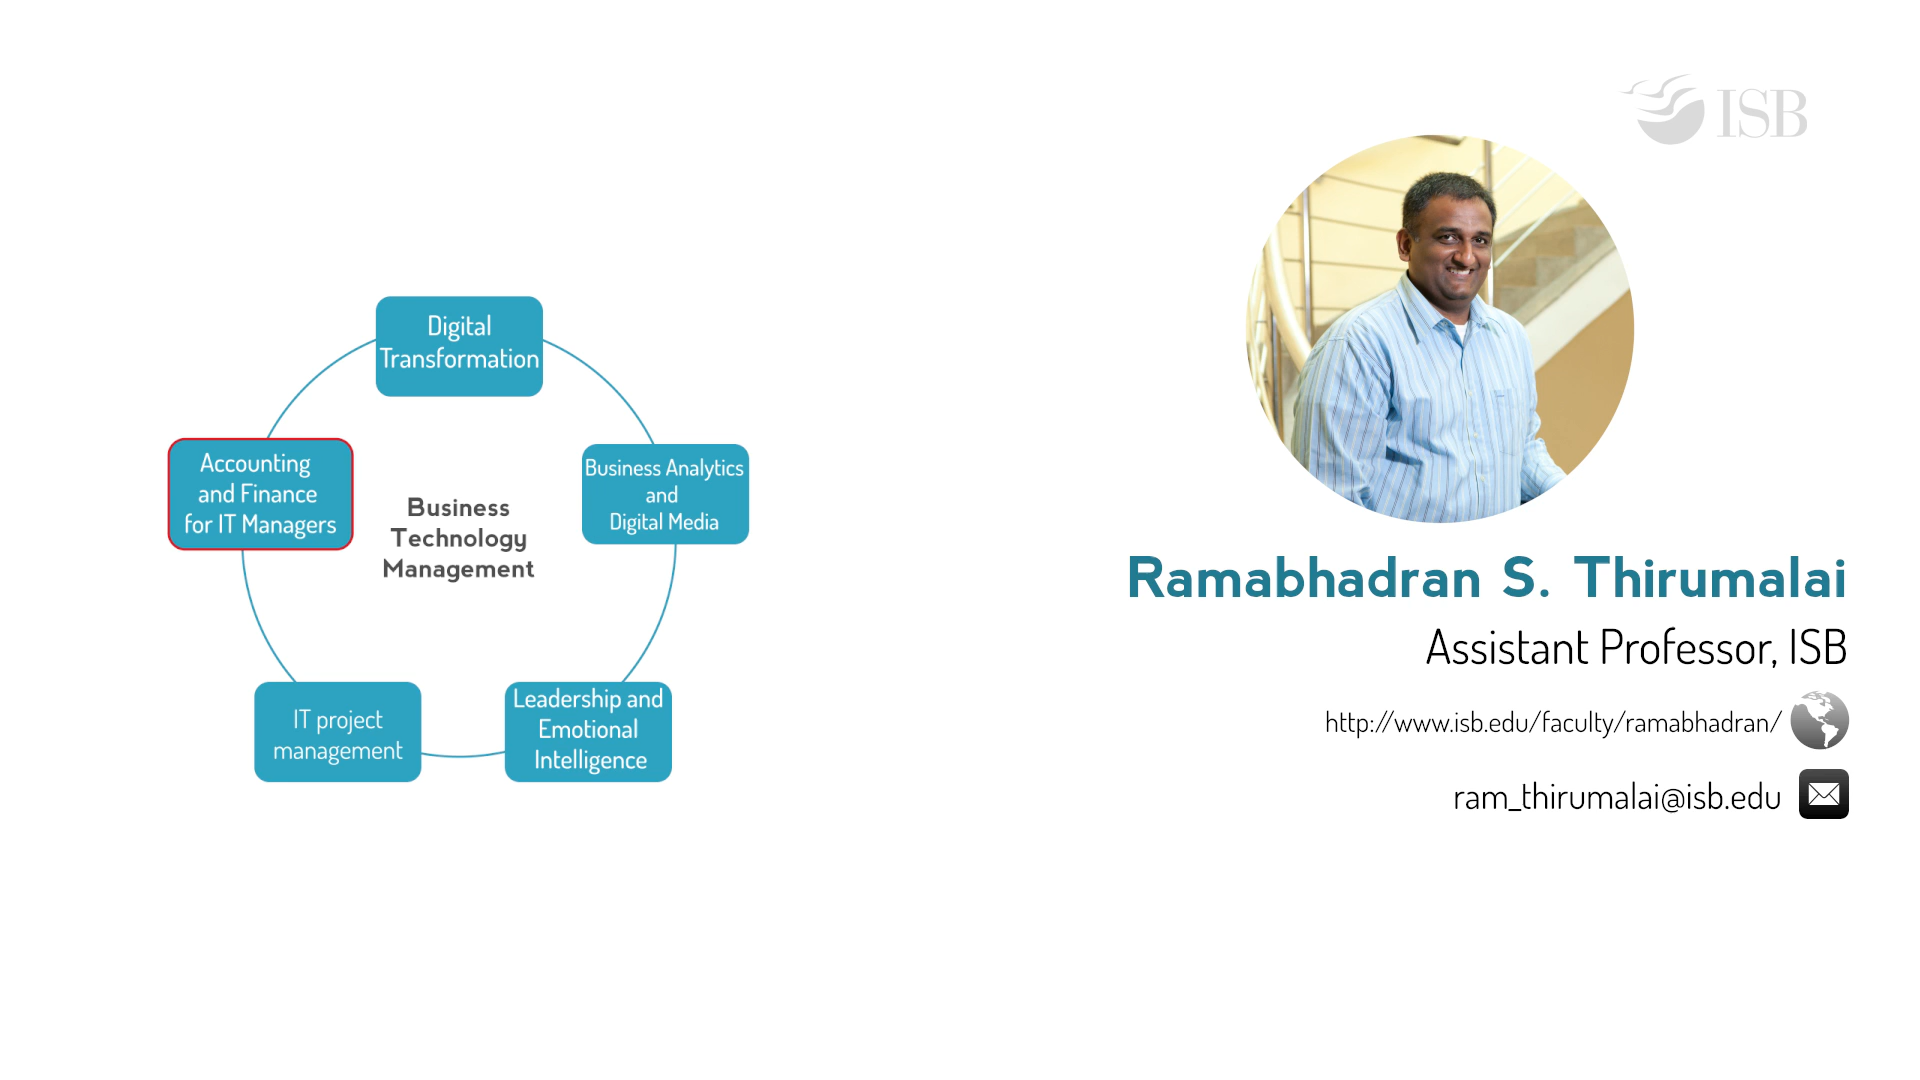 ISB
Digital
Transformation
Accounting
and Finance
for IT Managers
Business Analytics
and
Digital Media
Business
Technology
Management
IT project
management
Leadership and
Emotional
Intelligence
Ramabhadran S. Thirumalai
Assistant Professor, ISB
http://www.isb.edu/faculty/ramabhadran/
ram_thirumalai@isb.edu